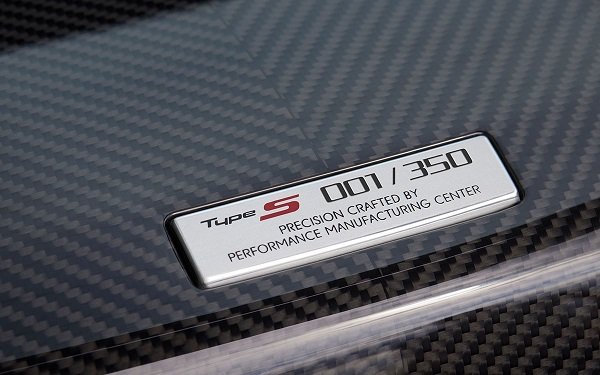 Type S 001/350
PRECISION CRAFTED BY
PERFORMANCE MANUFACTURING CENTER